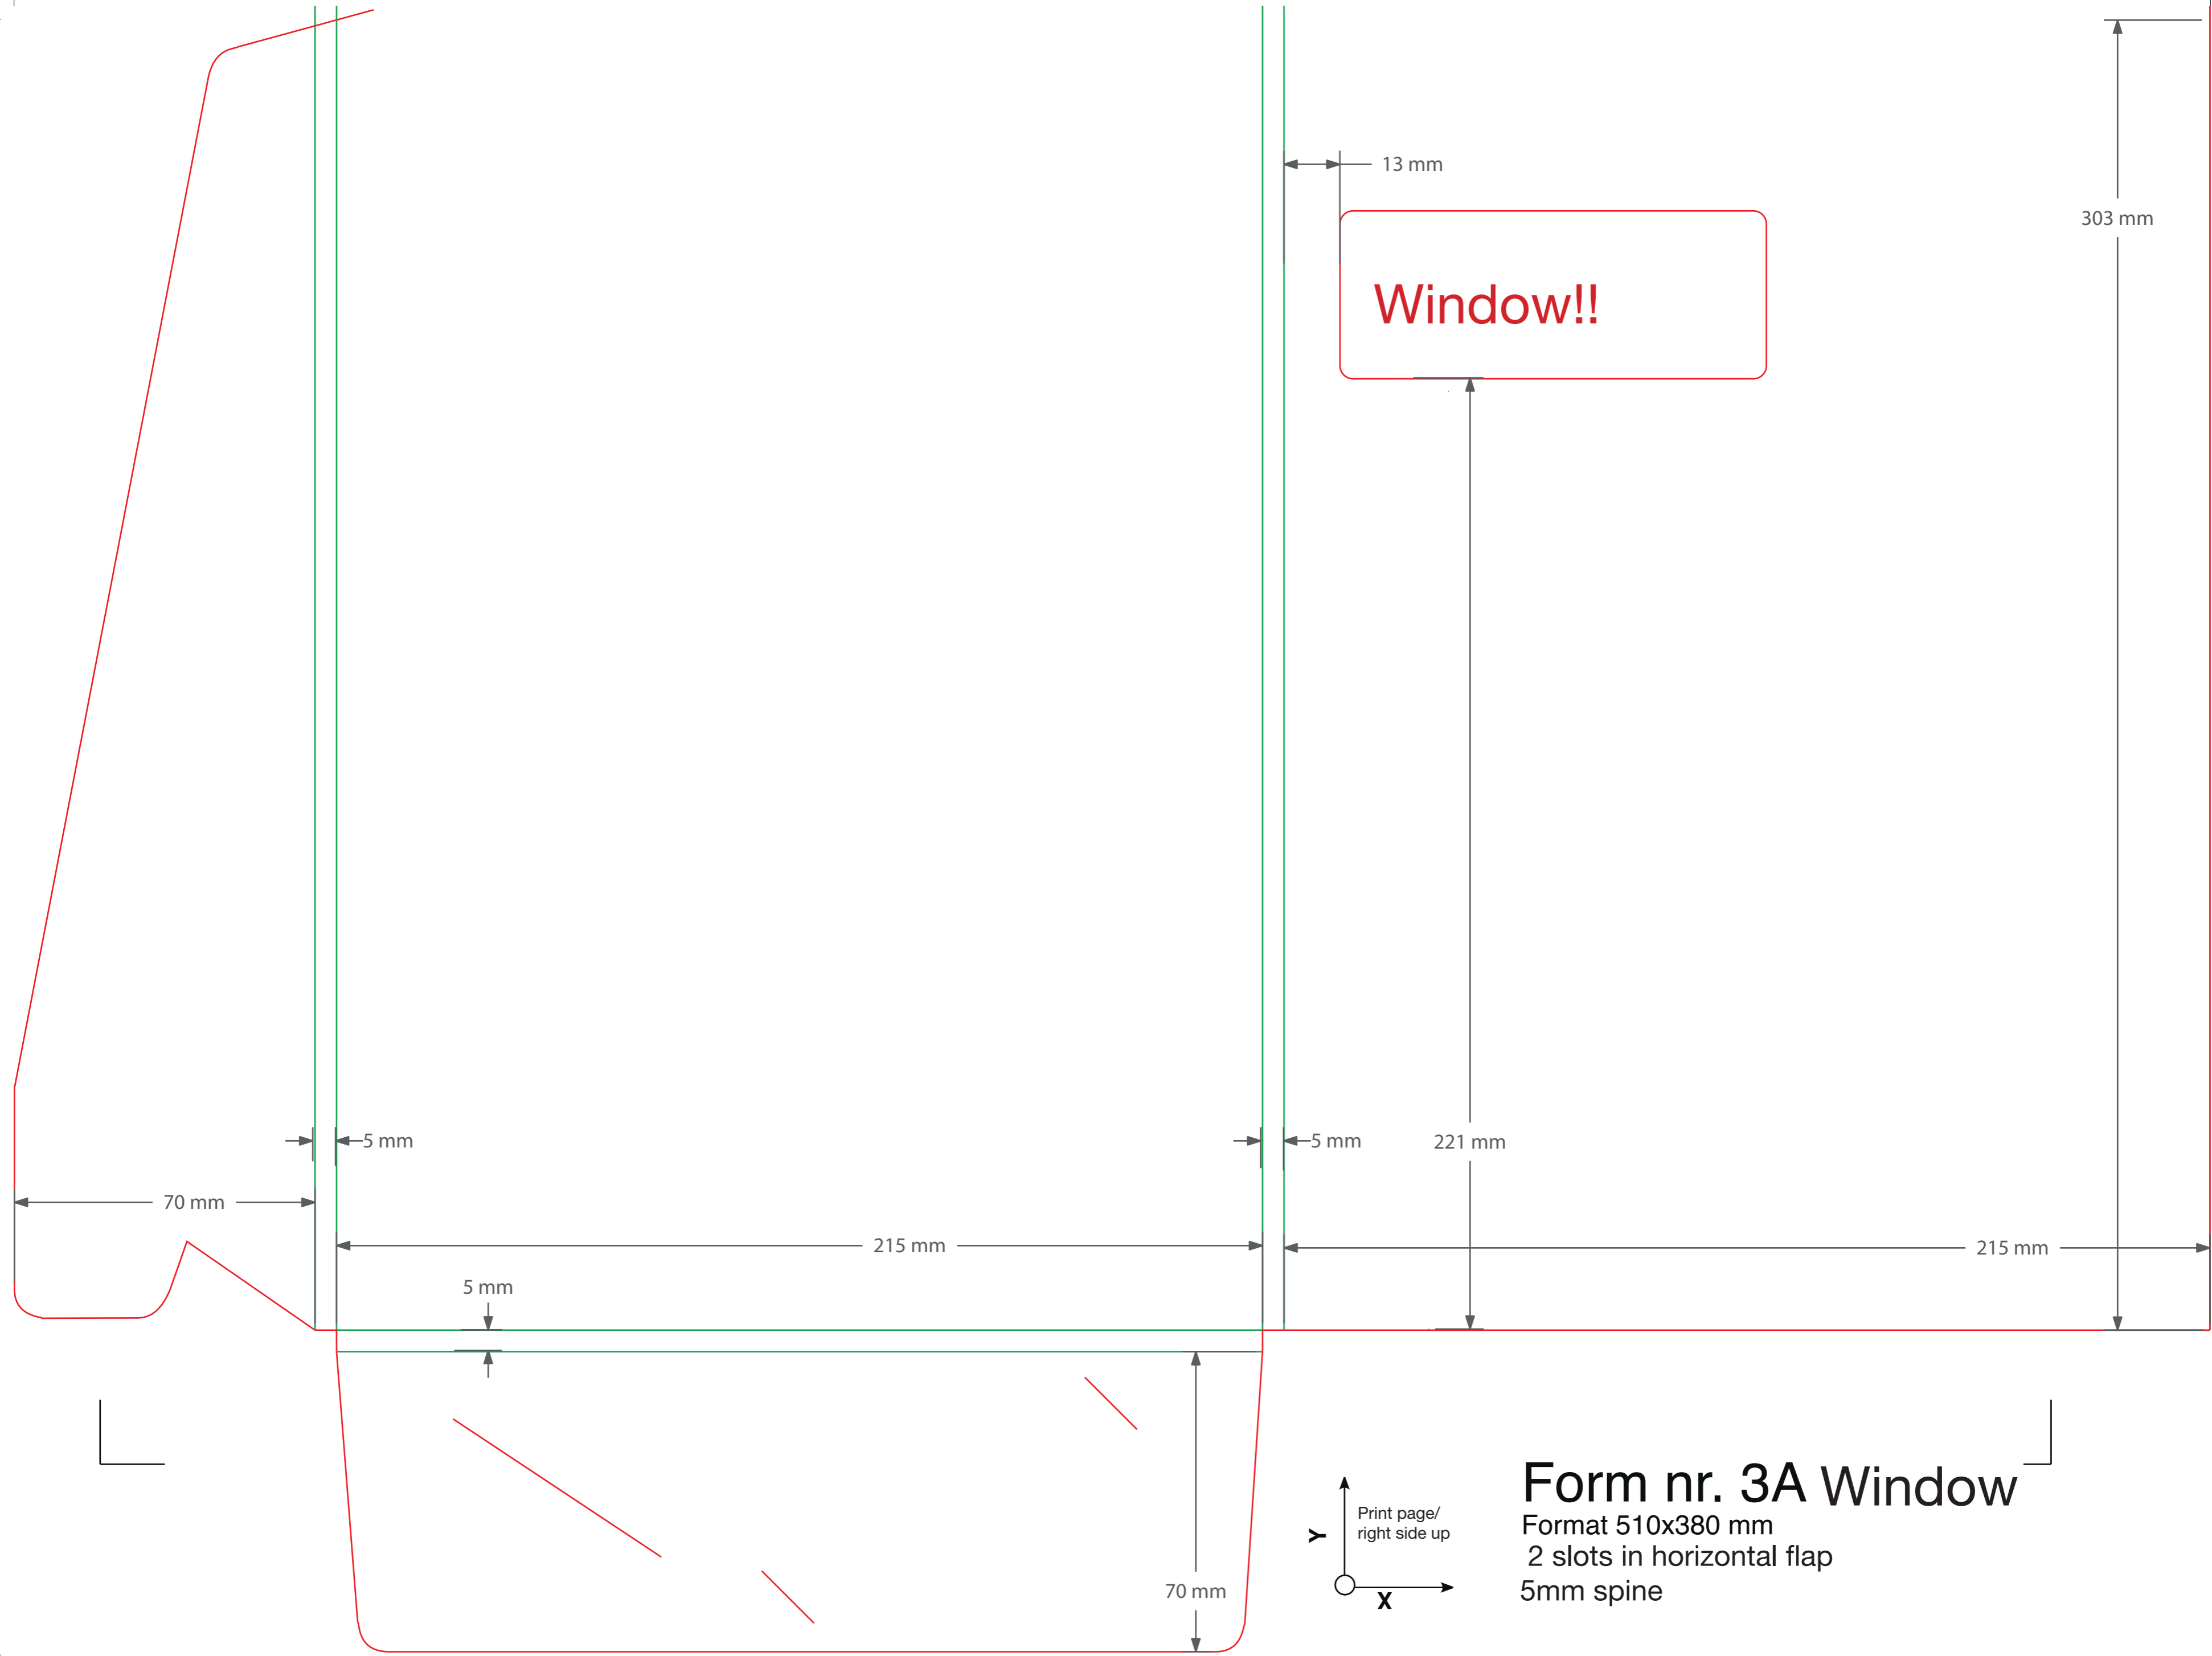 13 mm
303 mm
Window!!
5 mm
5 mm
221 mm
70 mm
215 mm
215 mm
5 mm
70 mm
Y
X
Print page/
right side up
Form nr. 3A Window
Format 510x380 mm
2 slots in horizontal flap
5mm spine